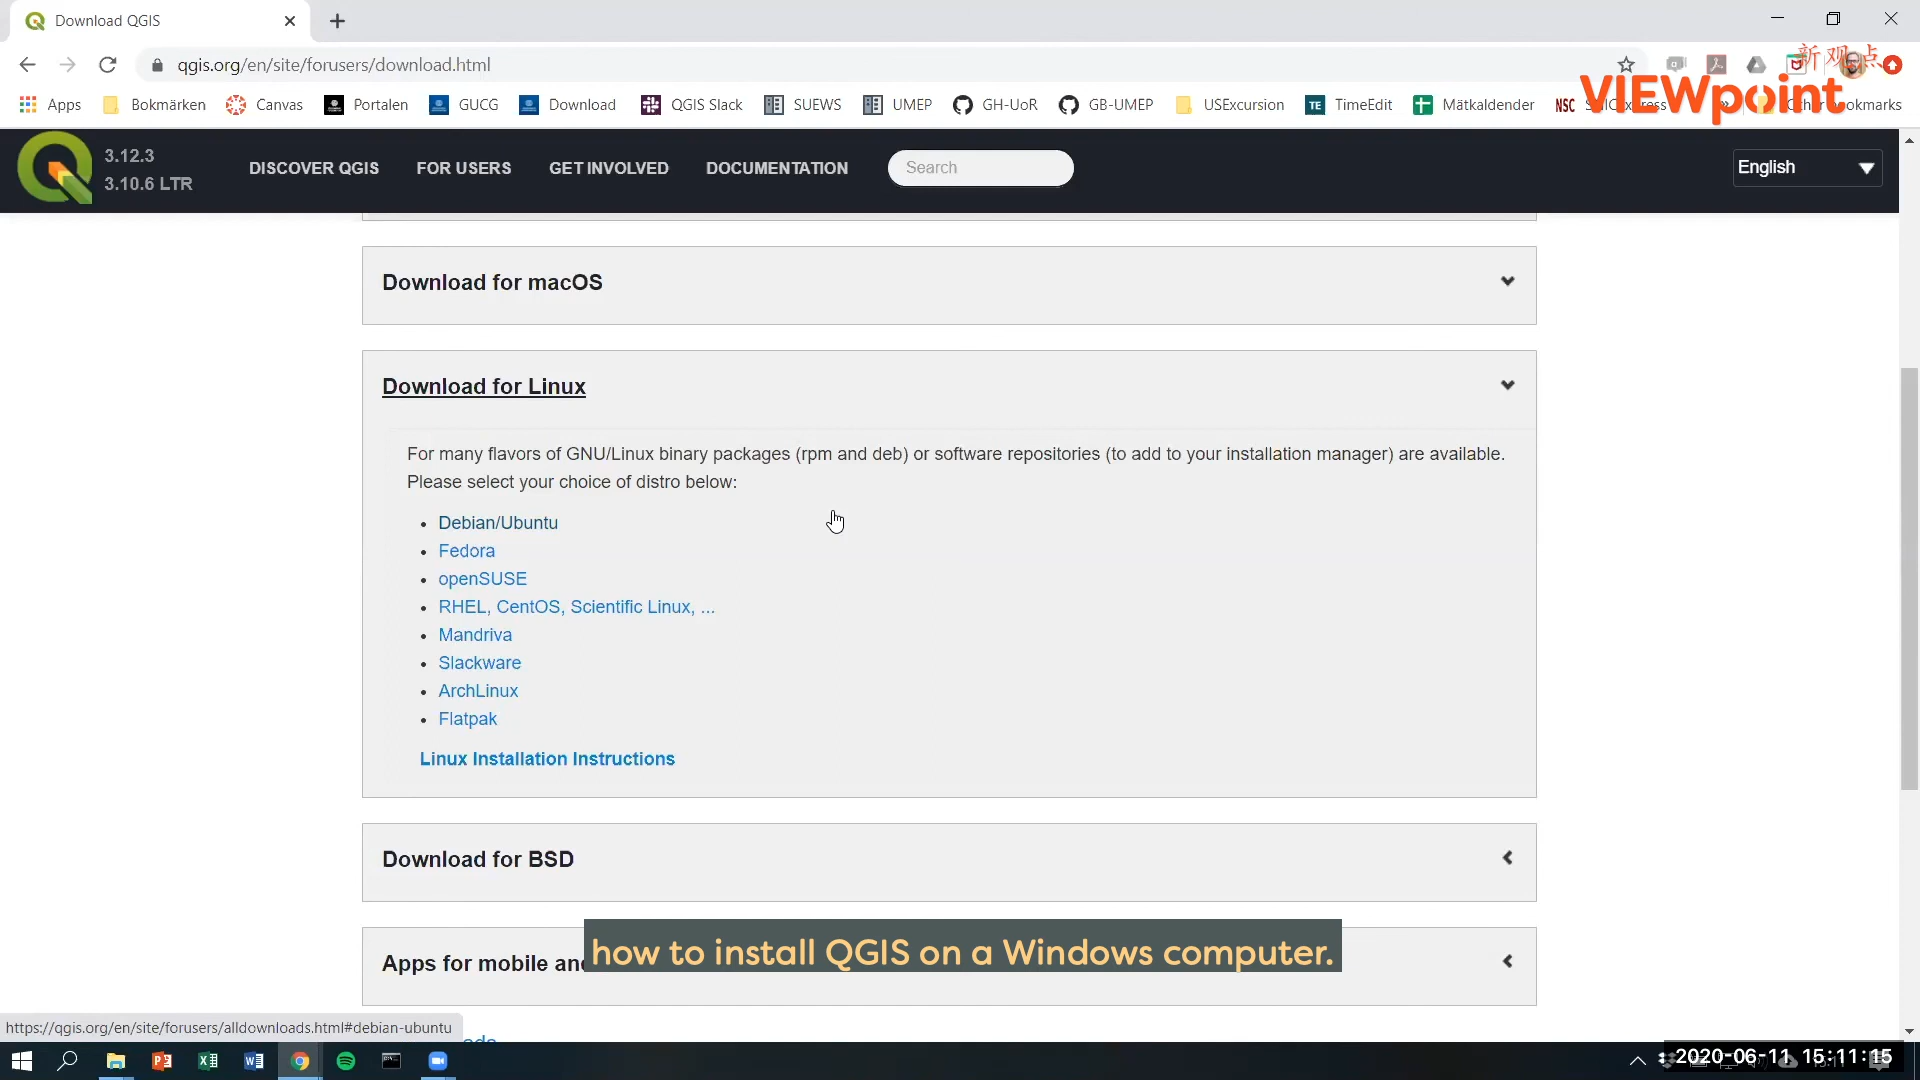 Download QGIS
qgis.org/en/site/forusers/download.html
新观点
VIEWpoint
Apps Bokmärken Canvas Portalen GUCG Download QGIS Slack SUEWS UMEP GH-UoR GB-UMEP USExcursion TimeEdit Mätkalender
3.12.3
3.10.6 LTR
DISCOVER QGIS FOR USERS GET INVOLVED DOCUMENTATION Search English
Download for macOS
Download for Linux
For many flavors of GNU/Linux binary packages (rpm and deb) or software repositories (to add to your installation manager) are available.
Please select your choice of distro below:
Debian/Ubuntu
Fedora
openSUSE
RHEL, CentOS, Scientific Linux, ...
Mandriva
Slackware
ArchLinux
Flatpak
Linux Installation Instructions
Download for BSD
Apps for mobile and
how to install QGIS on a Windows computer.
https://qgis.org/en/site/forusers/alldownloads.html#debian-ubuntu
2020-06-11 15:11:15